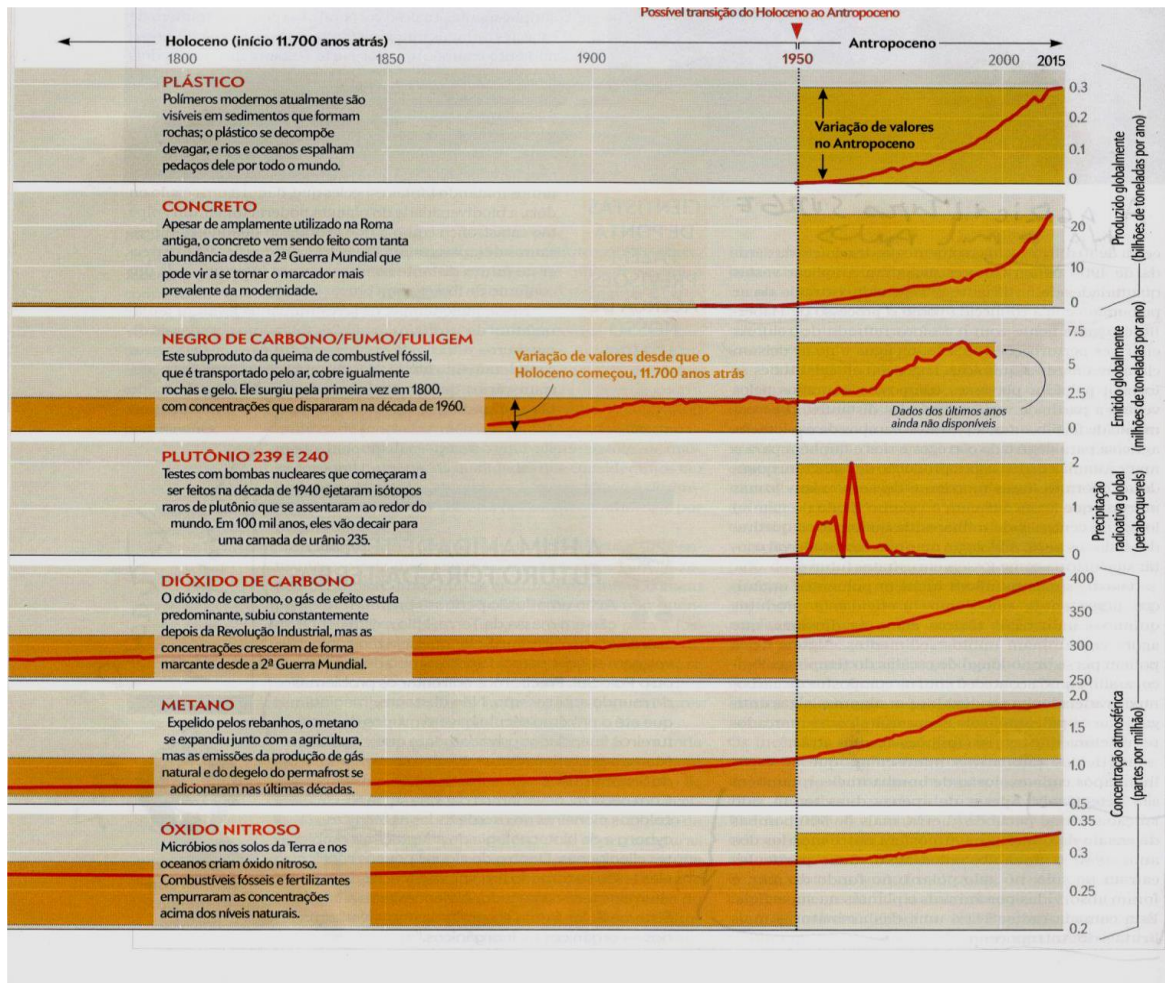 Possível transição do Holoceno ao Antropoceno
Holoceno (início 11.700 anos atrás)
Antropoceno
1800
1850
1900
1950
2000
2015
PLÁSTICO
Polímeros modernos atualmente são
visíveis em sedimentos que formam
rochas; o plástico se decompõe
devagar, e rios e oceanos espalham
pedaços dele por todo o mundo.
Variação de valores
no Antropoceno
0.3
0.2
0.1
0
CONCRETO
Apesar de amplamente utilizado na Roma
antiga, o concreto vem sendo feito com tanta
abundância desde a 2ª Guerra Mundial que
pode vir a se tornar o marcador mais
prevalente da modernidade.
20
10
0
Produzido globalmente
(bilhões de toneladas por ano)
NEGRO DE CARBONO/FUMO/FULIGEM
Este subproduto da queima de combustível fóssil,
que é transportado pelo ar, cobre igualmente
rochas e gelo. Ele surgiu pela primeira vez em 1800,
com concentrações que dispararam na década de 1960.
Variação de valores desde que o
Holoceno começou, 11.700 anos atrás
Dados dos últimos anos
ainda não disponíveis
7.5
5
2.5
0
Emitido globalmente
(milhões de toneladas por ano)
PLUTÔNIO 239 E 240
Testes com bombas nucleares que começaram a
ser feitos na década de 1940 ejetaram isótopos
raros de plutônio que se assentaram ao redor do
mundo. Em 100 mil anos, eles vão decair para
uma camada de urânio 235.
2
1
0
Precipitação
radioativa global
(petabecquerels)
DIÓXIDO DE CARBONO
O dióxido de carbono, o gás de efeito estufa
predominante, subiu constantemente
depois da Revolução Industrial, mas as
concentrações cresceram de forma
marcante desde a 2ª Guerra Mundial.
400
350
300
250
METANO
Expelido pelos rebanhos, o metano
se expandiu junto com a agricultura,
mas as emissões da produção de gás
natural e do degelo do permafrost se
adicionaram nas últimas décadas.
2.0
1.5
1.0
0.5
ÓXIDO NITROSO
Micróbios nos solos da Terra e nos
oceanos criam óxido nitroso.
Combustíveis fósseis e fertilizantes
empurraram as concentrações
acima dos níveis naturais.
0.35
0.3
0.25
0.2
Concentração atmosférica
(partes por milhão)